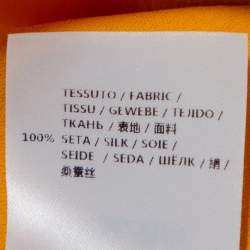 TESSUTO / FABRIC /
TISSU / GEWEBE / TEJIDO /
ТКАНЬ / 表地 / 面料
100% SETA / SILK / SOIE /
SEIDE / SEDA / ШЁЛК / 絹 /
桑蚕丝